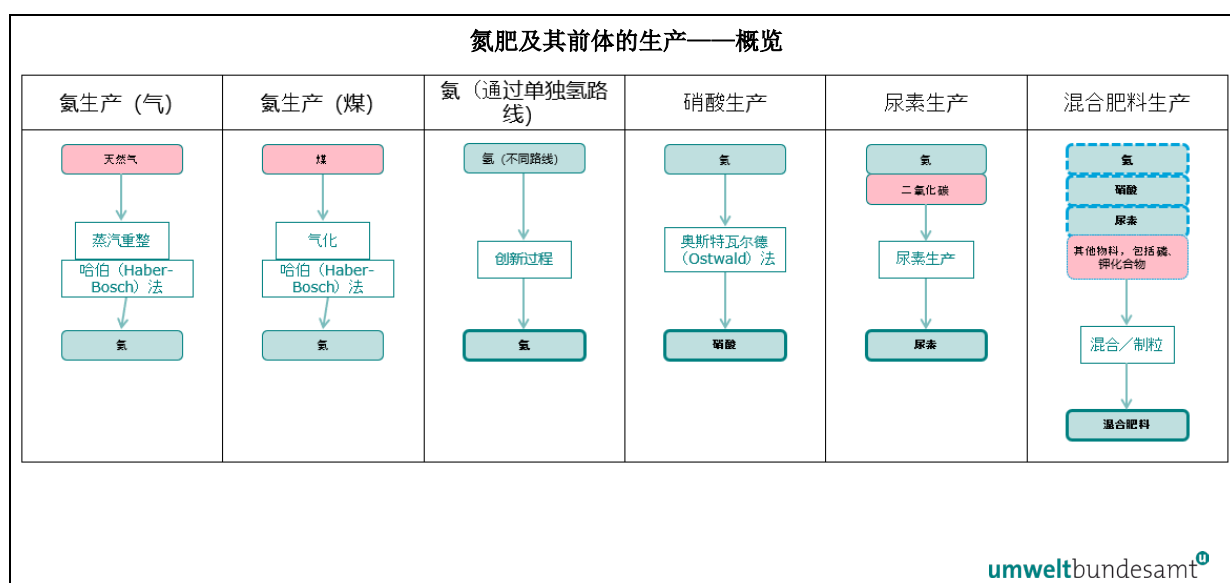 氮肥及其前体的生产——概览
氨生产 (气)
氨生产 (煤)
氨（通过单独氢路
线)
硝酸生产
尿素生产
混合肥料生产
天然气
蒸汽重整
哈伯（Haber-
Bosch）法
氨
煤
气化
哈伯（Haber-
Bosch）法
氨
氢 (不同路线)
创新过程
氨
氨
奥斯特瓦尔德
（Ostwald）法
硝酸
氨
二氧化碳
尿素生产
尿素
氨
硝酸
尿素
其他物料，包括磷、
钾化合物
混合／制粒
混合肥料
umweltbundesamt